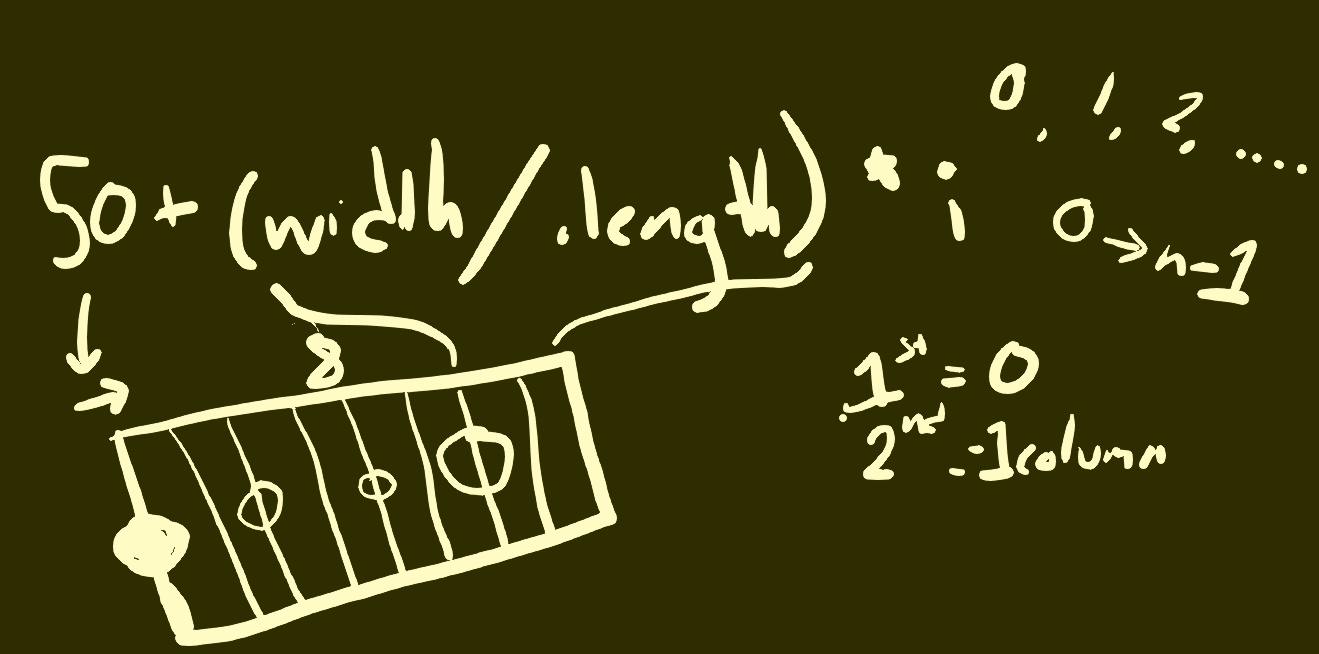 0, 1, 2, .....
50 + (width / .length) * i
0 → n-1
8
1st = 0
2nd = 1 column